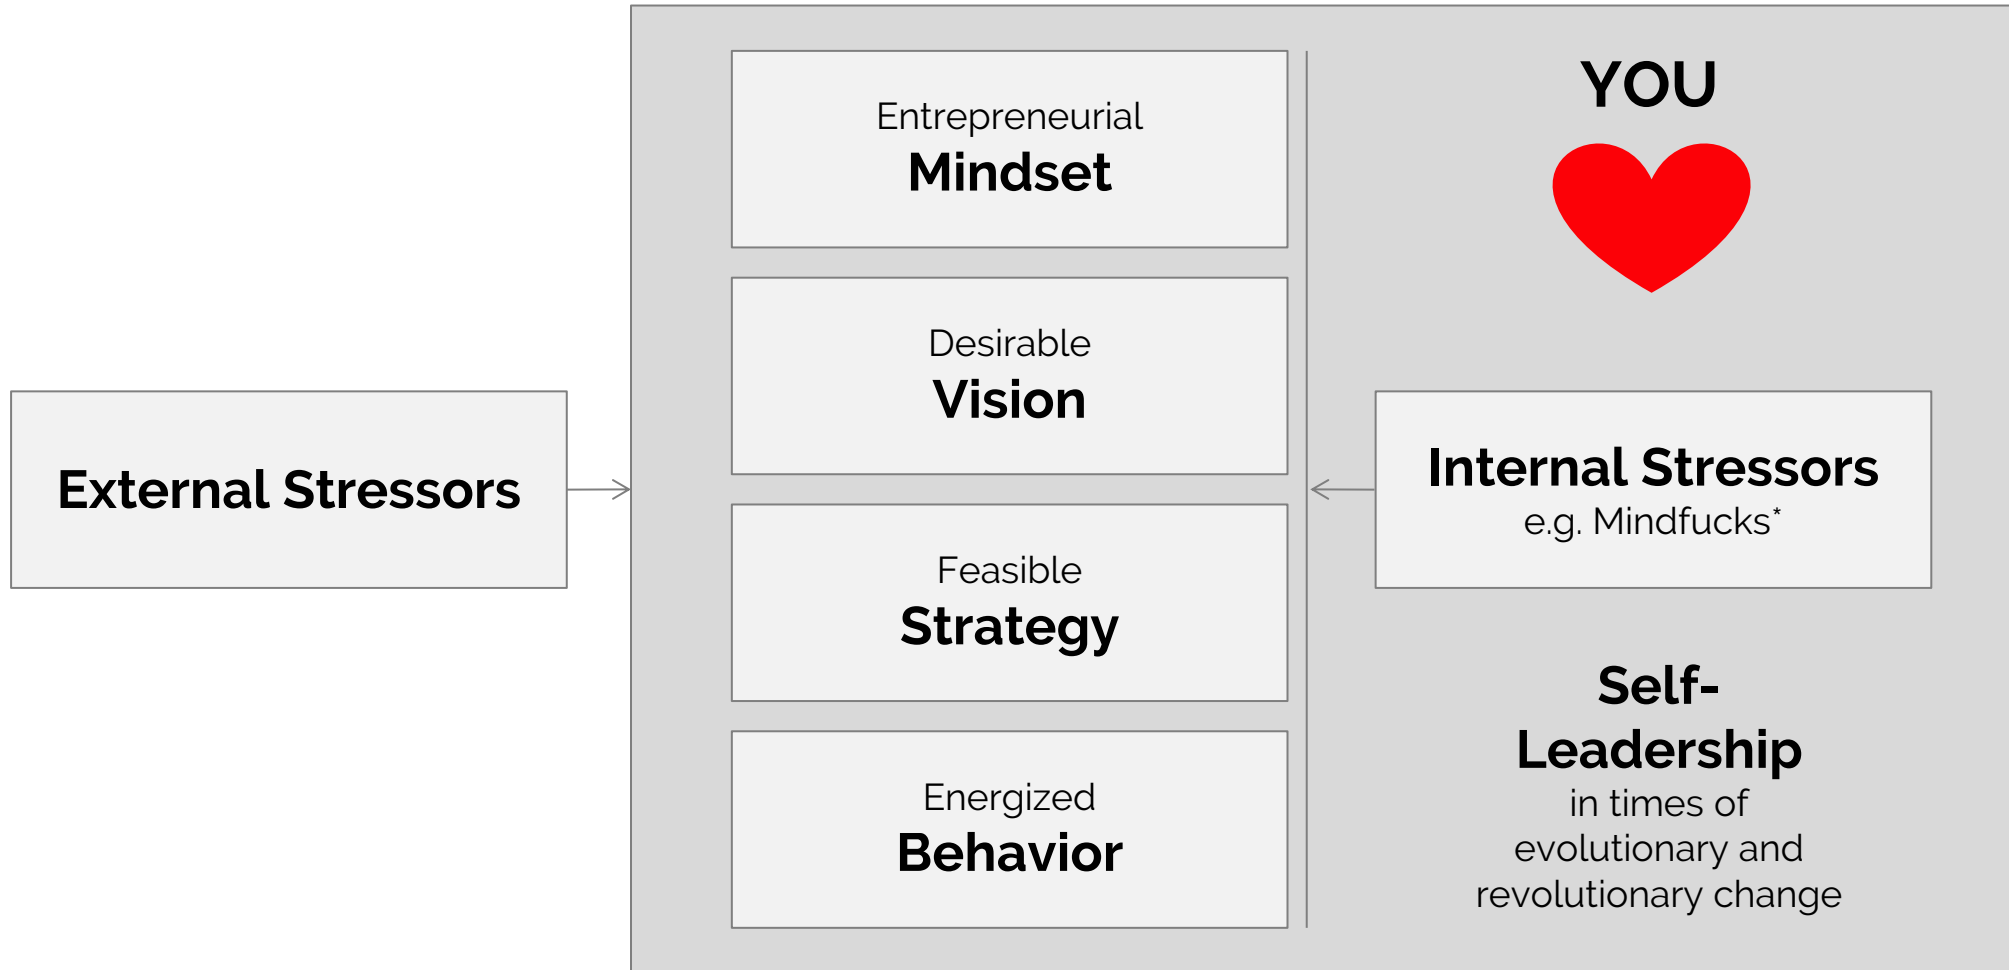 External Stressors
Entrepreneurial
Mindset
Desirable
Vision
Feasible
Strategy
Energized
Behavior
YOU
Internal Stressors
e.g. Mindfucks*
Self-
Leadership
in times of
evolutionary and
revolutionary change